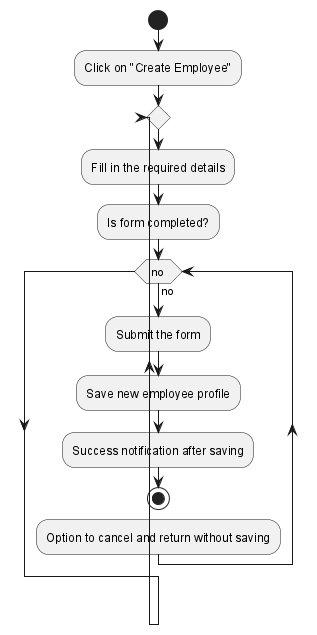 Click on "Create Employee"
Fill in the required details
Is form completed?
no
no
Submit the form
Save new employee profile
Success notification after saving
Option to cancel and return without saving